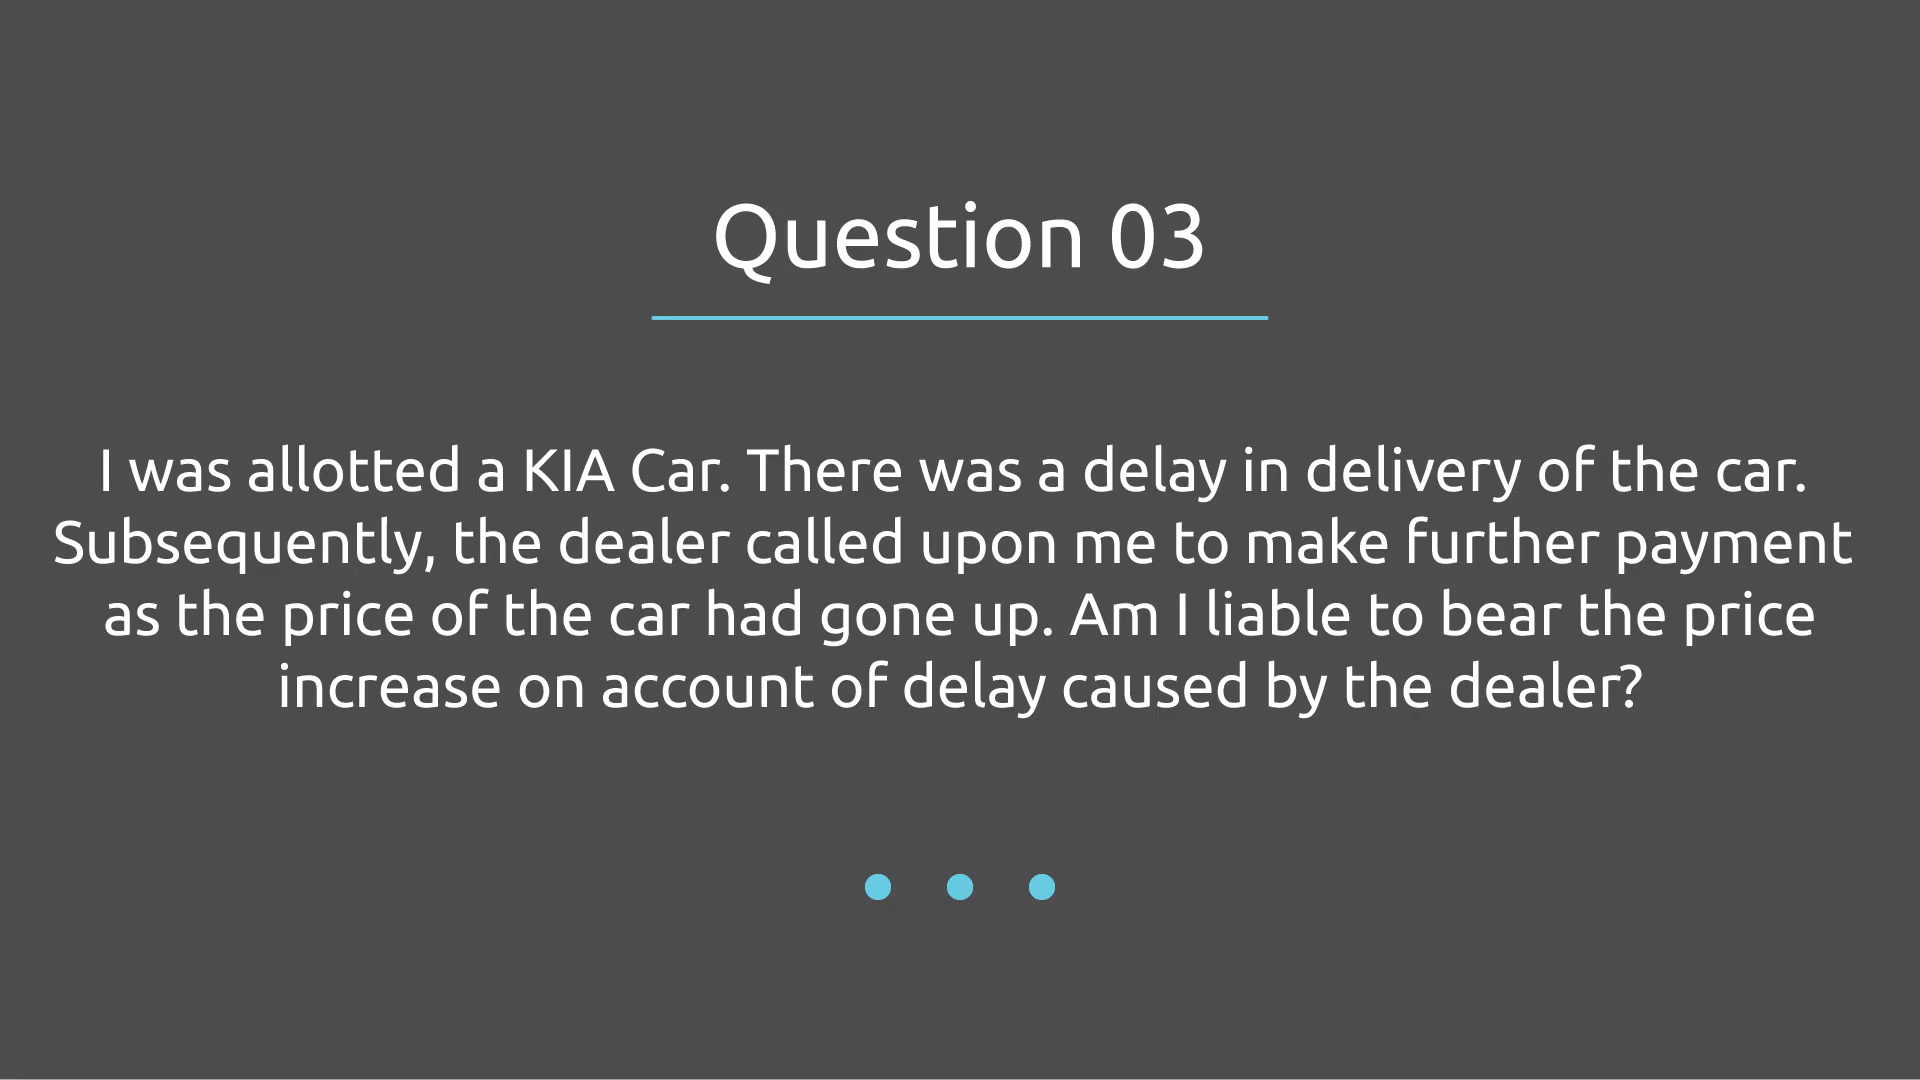 Question 03
I was allotted a KIA Car. There was a delay in delivery of the car.
Subsequently, the dealer called upon me to make further payment
as the price of the car had gone up. Am I liable to bear the price
increase on account of delay caused by the dealer?